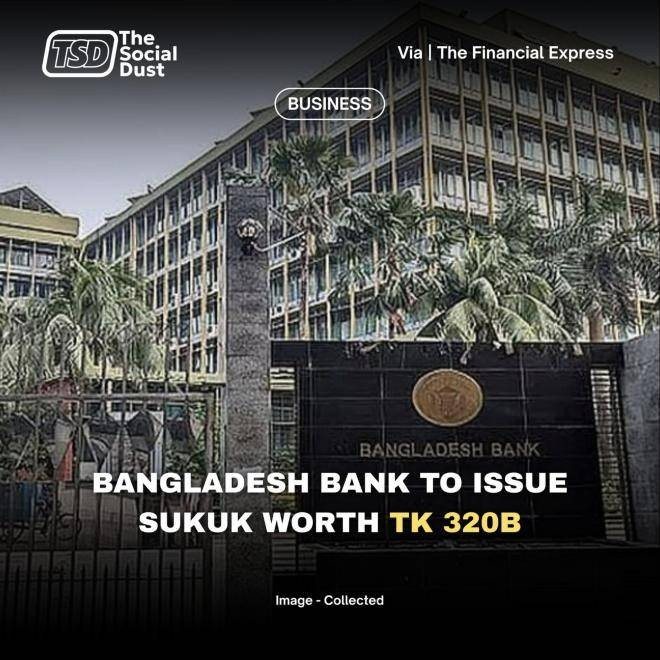 TSD The
Social
Dust
Via | The Financial Express
BUSINESS
BANGLADESH BANK
BANGLADESH BANK TO ISSUE
SUKUK WORTH TK 320B
Image - Collected